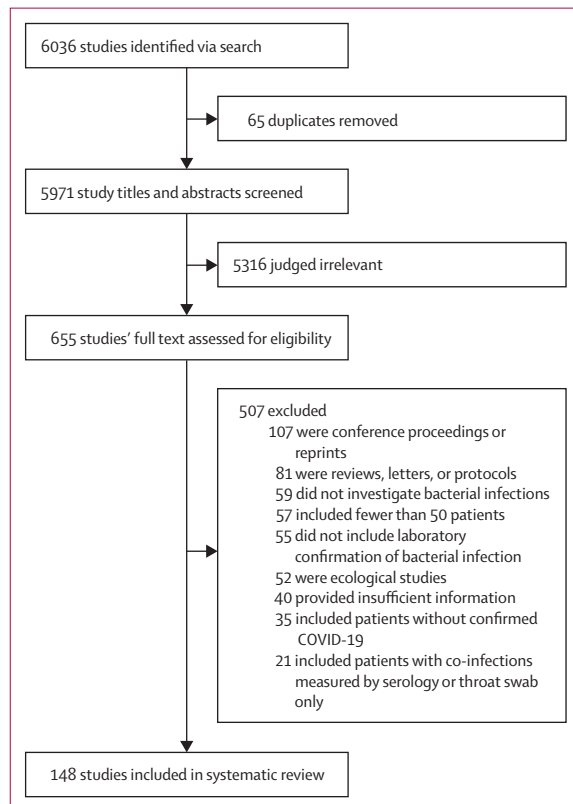 6036 studies identified via search
65 duplicates removed
5971 study titles and abstracts screened
5316 judged irrelevant
655 studies’ full text assessed for eligibility
507 excluded
107 were conference proceedings or
reprints
81 were reviews, letters, or protocols
59 did not investigate bacterial infections
57 included fewer than 50 patients
55 did not include laboratory
confirmation of bacterial infection
52 were ecological studies
40 provided insufficient information
35 included patients without confirmed
COVID-19
21 included patients with co-infections
measured by serology or throat swab
only
148 studies included in systematic review